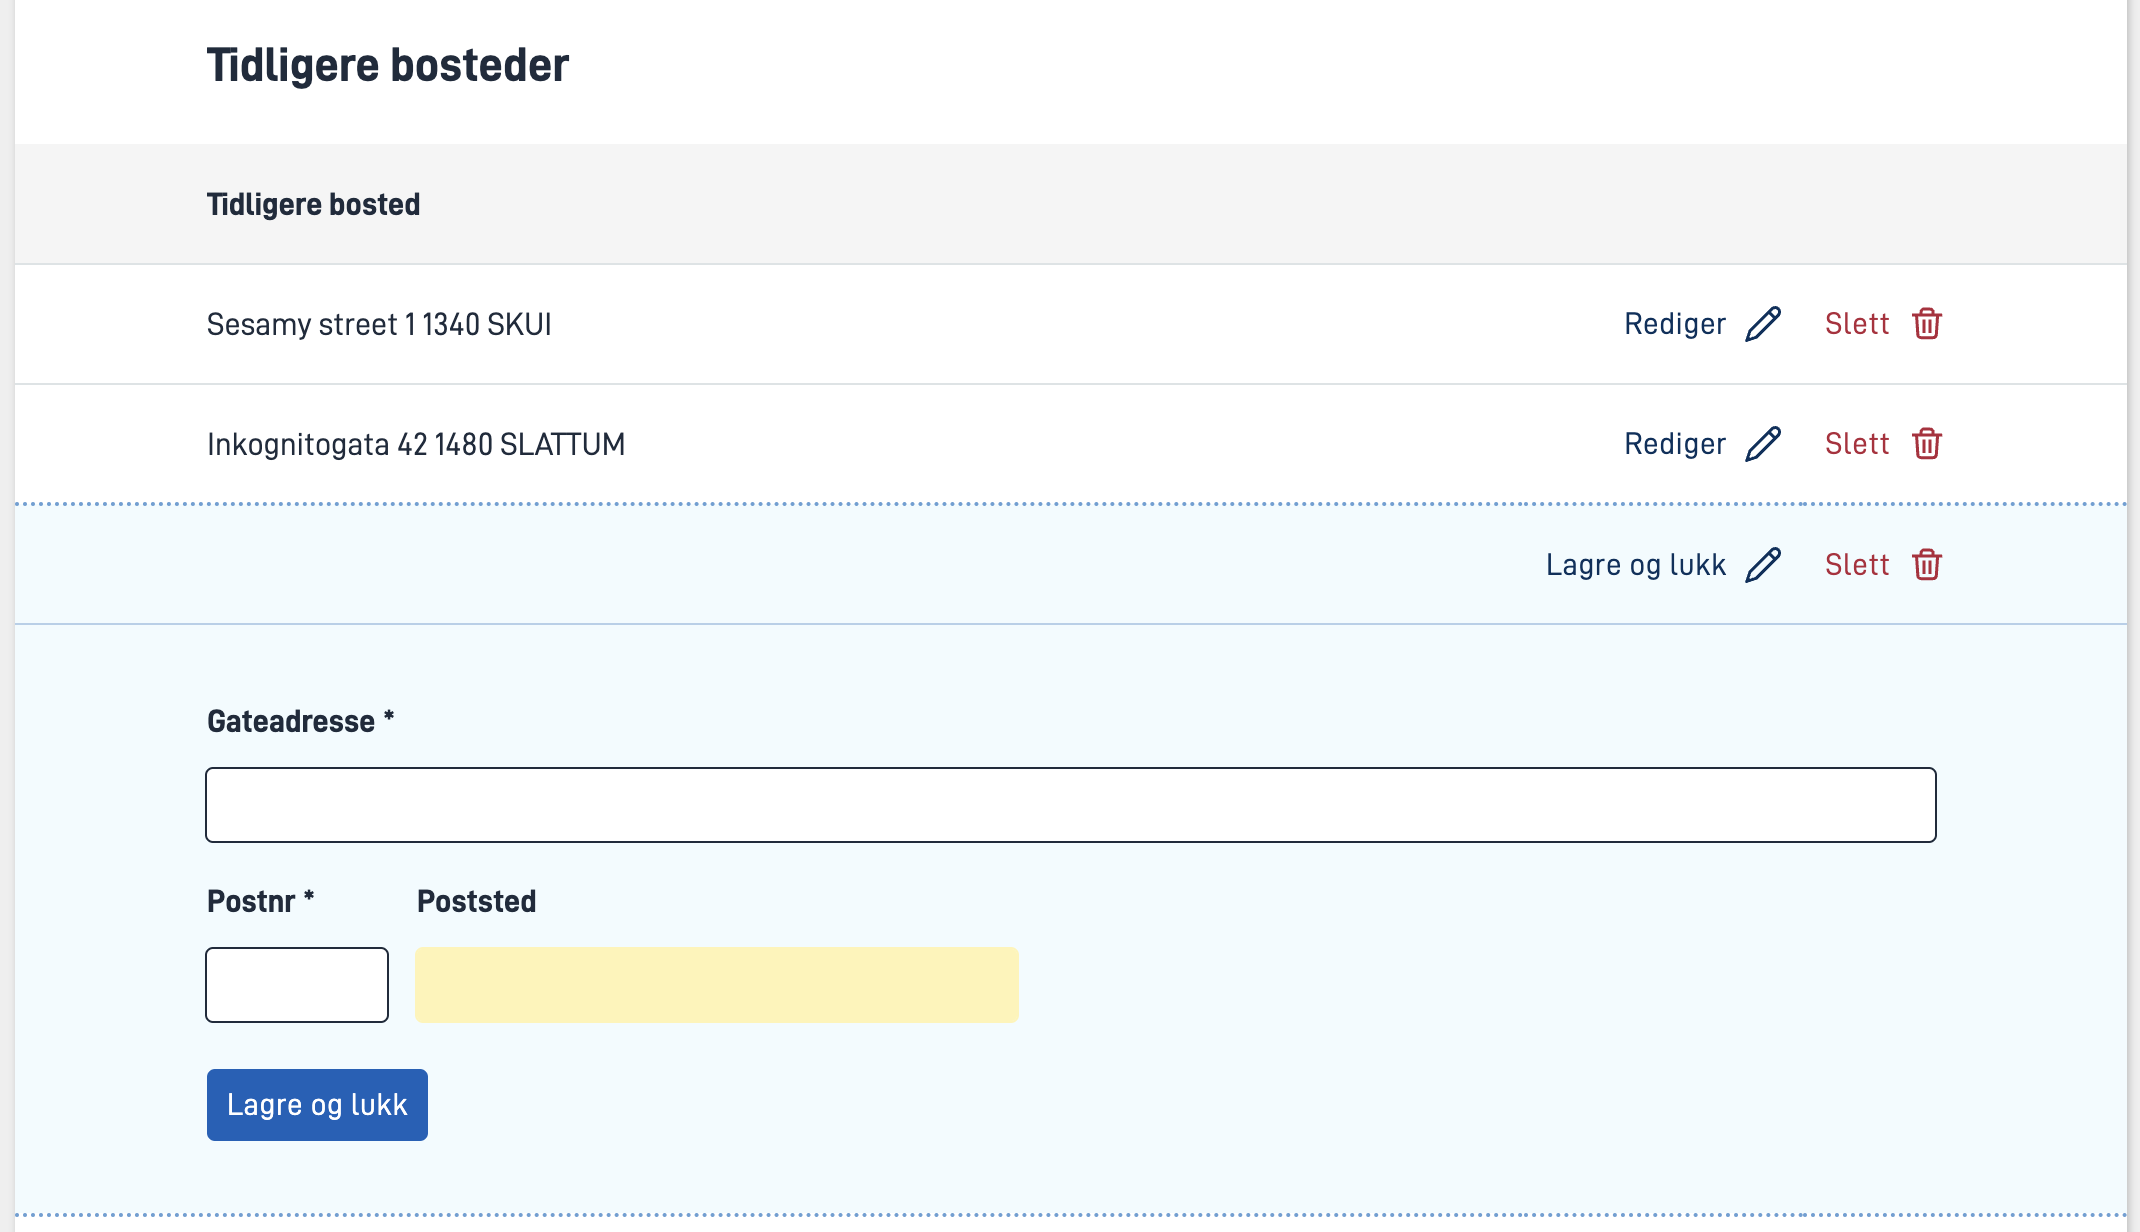 Tidligere bosteder
Tidligere bosted
Sesamy street 1 1340 SKUI Rediger Slett
Inkognitogata 42 1480 SLATTUM Rediger Slett
Lagre og lukk Slett
Gateadresse *
Postnr * Poststed
Lagre og lukk